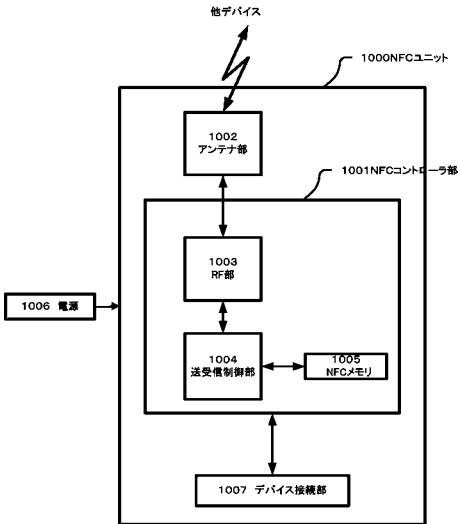 他デバイス
1000NFCユニット
1002
アンテナ部
1001NFCコントローラ部
1003
RF部
1006 電源
1004
送受信制御部
1005
NFCメモリ
1007 デバイス接続部